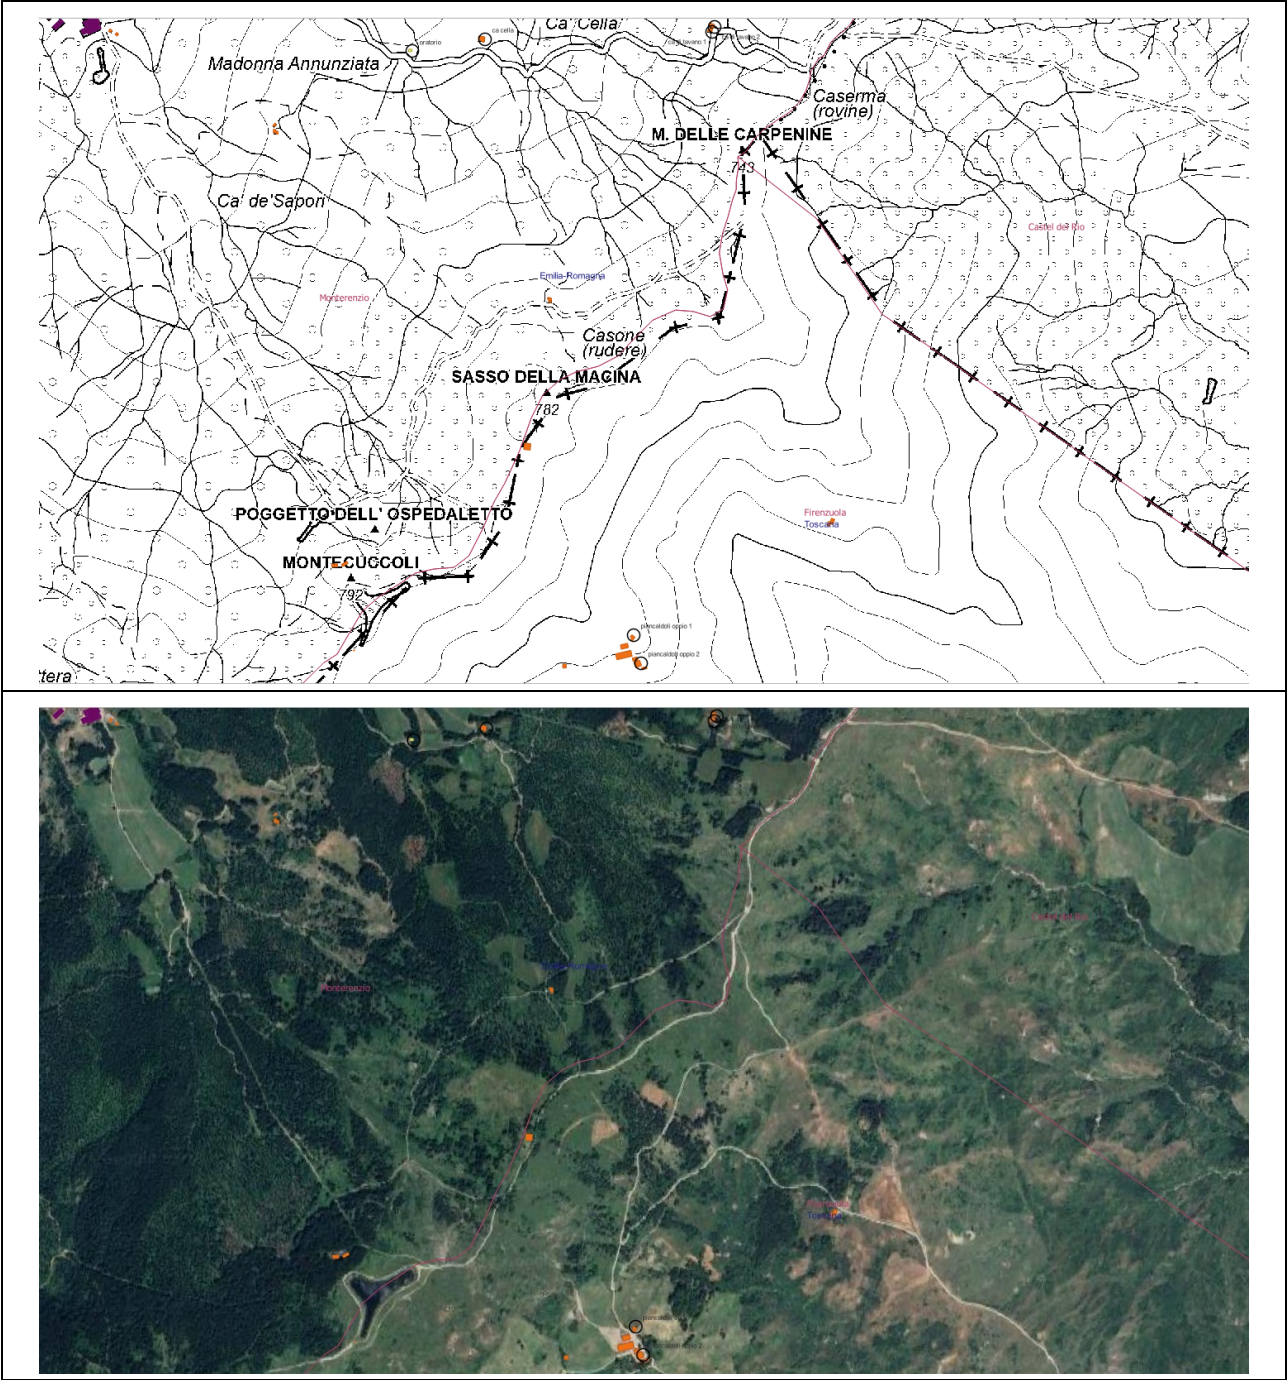 Ca' Cella
oratorio
ca cella
Madonna Annunziata
Caserma
(rovine)
M. DELLE CARPENINE
743
Ca' de'Sapori
Castel del Rio
Emilia-Romagna
Monterenzio
Casone
(rudere)
SASSO DELLA MACINA
782
POGGETTO DELL' OSPEDALETTO
Firenzuola
Toscana
MONTECUCCOLI
792
piancaldoli oppio 1
piancaldoli oppio 2
tera
Monterenzio